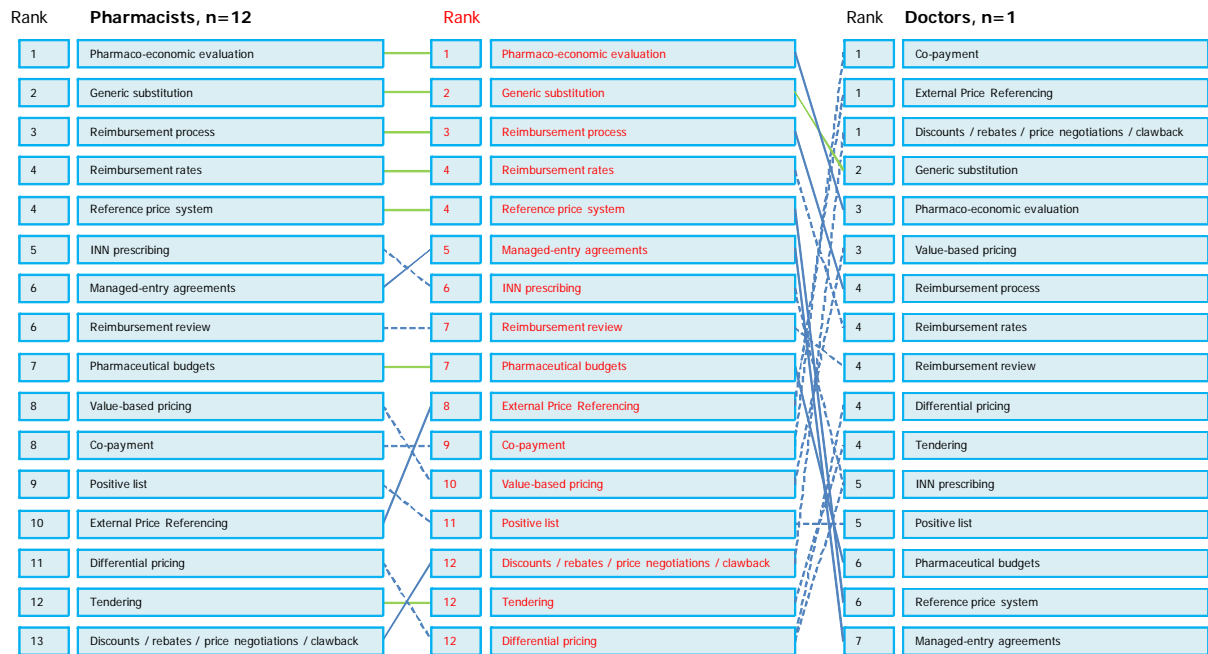 Rank Pharmacists, n=12 Rank Rank Doctors, n=1
1 Pharmaco-economic evaluation 1 Pharmaco-economic evaluation 1 Co-payment
2 Generic substitution 2 Generic substitution 1 External Price Referencing
3 Reimbursement process 3 Reimbursement process 1 Discounts / rebates / price negotiations / clawback
4 Reimbursement rates 4 Reimbursement rates 2 Generic substitution
4 Reference price system 4 Reference price system 3 Pharmaco-economic evaluation
5 INN prescribing 5 Managed-entry agreements 3 Value-based pricing
6 Managed-entry agreements 6 INN prescribing 4 Reimbursement process
6 Reimbursement review 7 Reimbursement review 4 Reimbursement rates
7 Pharmaceutical budgets 7 Pharmaceutical budgets 4 Reimbursement review
8 Value-based pricing 8 External Price Referencing 4 Differential pricing
8 Co-payment 9 Co-payment 4 Tendering
9 Positive list 10 Value-based pricing 5 INN prescribing
10 External Price Referencing 11 Positive list 5 Positive list
11 Differential pricing 12 Discounts / rebates / price negotiations / clawback 6 Pharmaceutical budgets
12 Tendering 12 Tendering 6 Reference price system
13 Discounts / rebates / price negotiations / clawback 12 Differential pricing 7 Managed-entry agreements